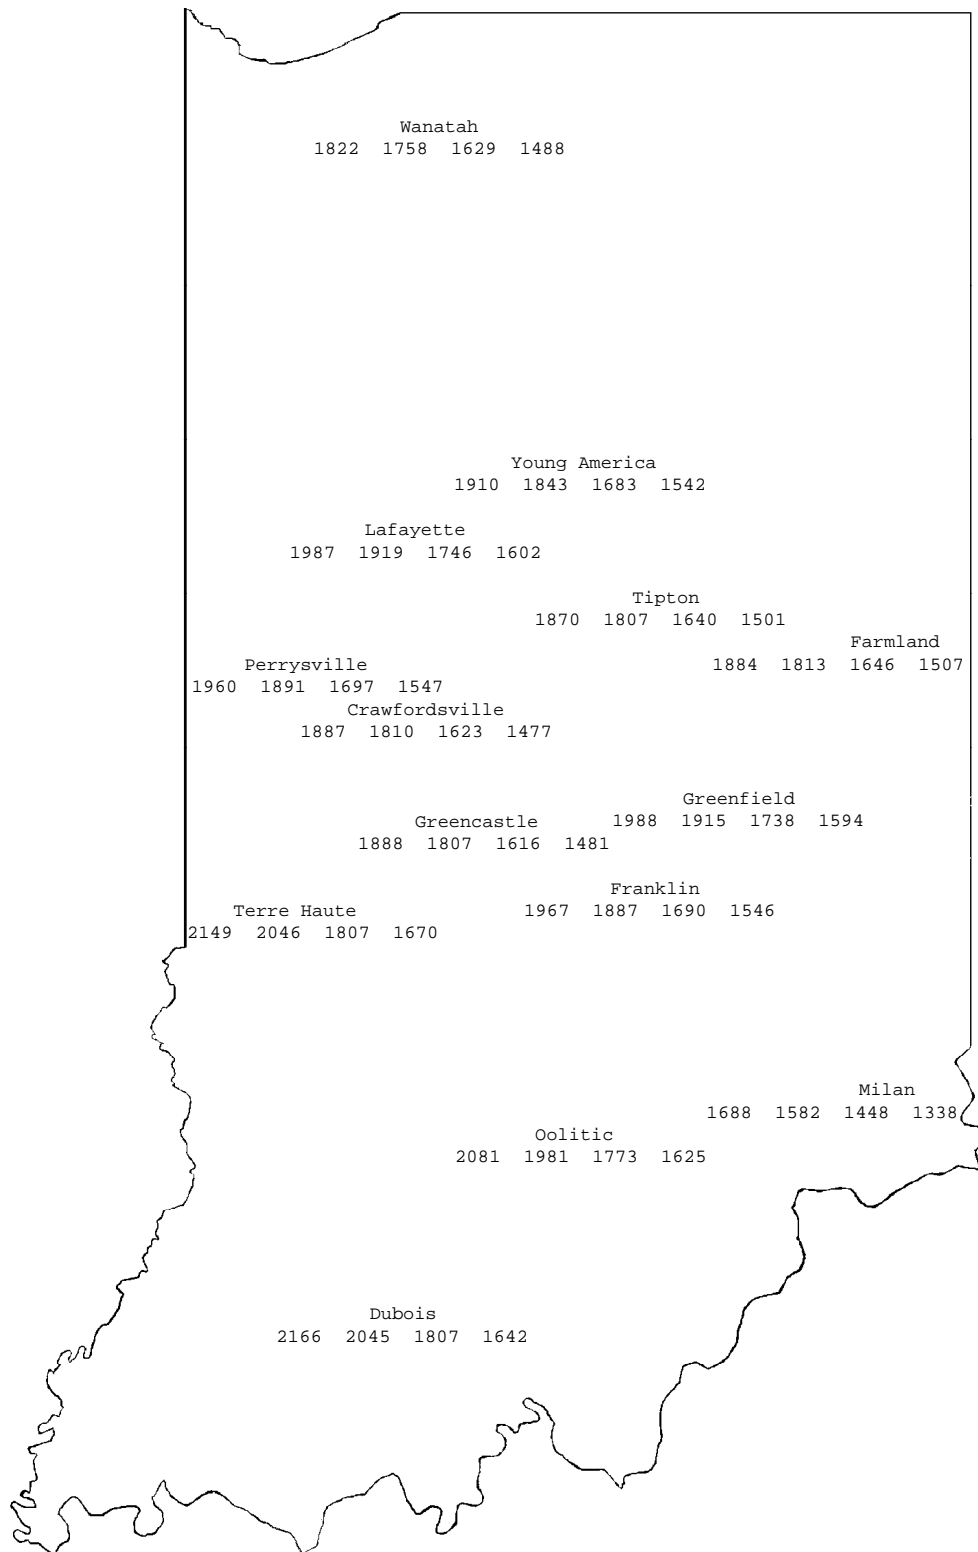 Wanatah
1822 1758 1629 1488
Young America
1910 1843 1683 1542
Lafayette
1987 1919 1746 1602
Tipton
1870 1807 1640 1501
Farmland
1884 1813 1646 1507
Perrysville
1960 1891 1697 1547
Crawfordsville
1887 1810 1623 1477
Greenfield
1988 1915 1738 1594
Greencastle
1888 1807 1616 1481
Franklin
1967 1887 1690 1546
Terre Haute
2149 2046 1807 1670
Milan
1688 1582 1448 1338
Oolitic
2081 1981 1773 1625
Dubois
2166 2045 1807 1642